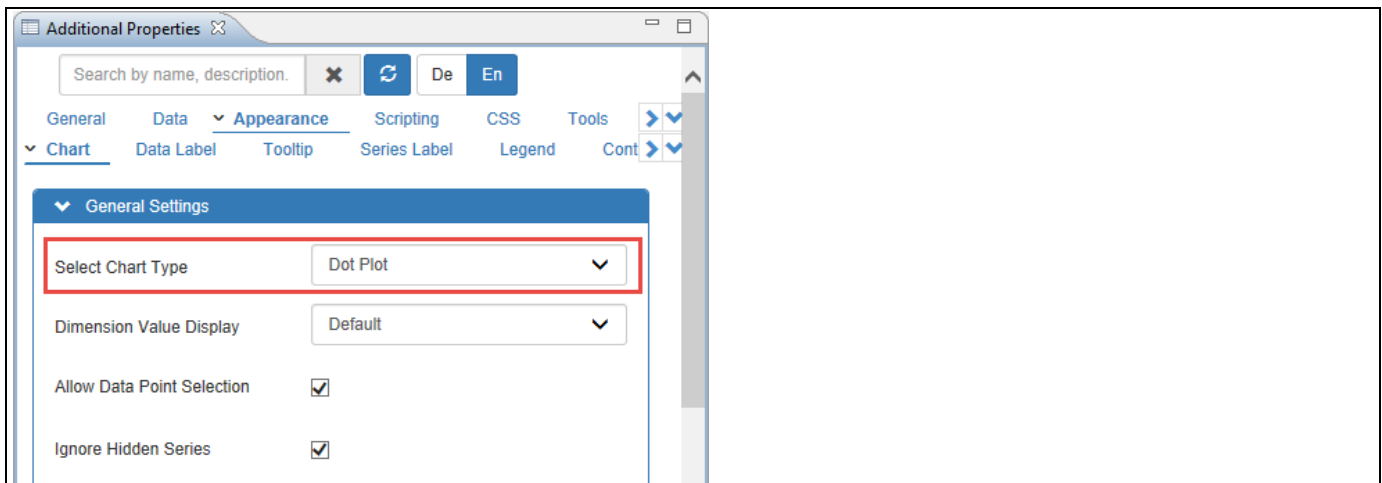 Additional Properties
Search by name, description. De En
General Data Appearance Scripting CSS Tools
Chart Data Label Tooltip Series Label Legend Cont
General Settings
Select Chart Type Dot Plot
Dimension Value Display Default
Allow Data Point Selection
Ignore Hidden Series